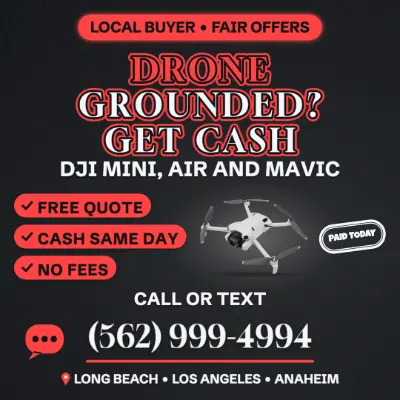 LOCAL BUYER • FAIR OFFERS
DRONE
GROUNDED?
GET CASH
DJI MINI, AIR AND MAVIC
✓ FREE QUOTE
✓ CASH SAME DAY
✓ NO FEES
PAID TODAY
CALL OR TEXT
(562) 999-4994
LONG BEACH • LOS ANGELES • ANAHEIM